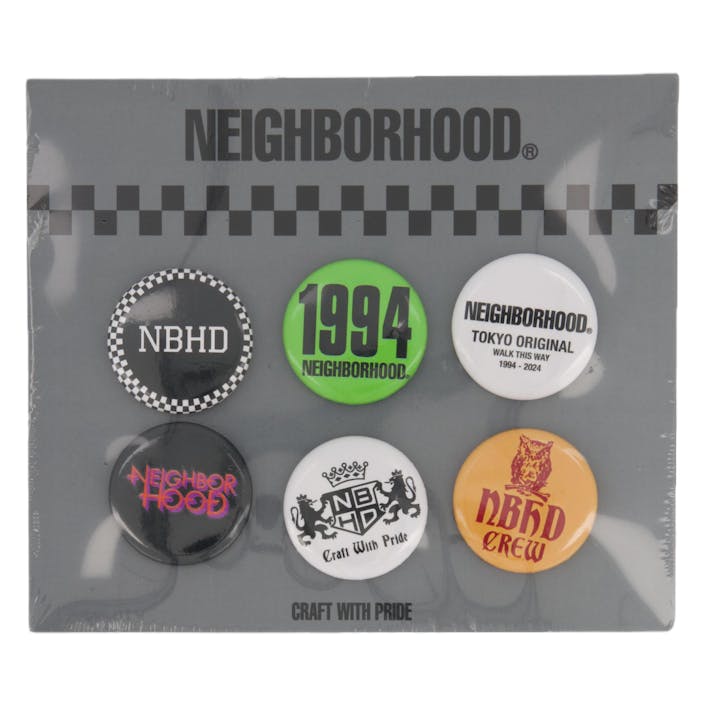 NEIGHBORHOOD®
NBHD
1994
NEIGHBORHOOD®
NEIGHBORHOOD®
TOKYO ORIGINAL
WALK THIS WAY
1994 - 2024
NEIGHBOR
HOOD
NB
HD
Craft With Pride
NBHD
CREW
CRAFT WITH PRIDE